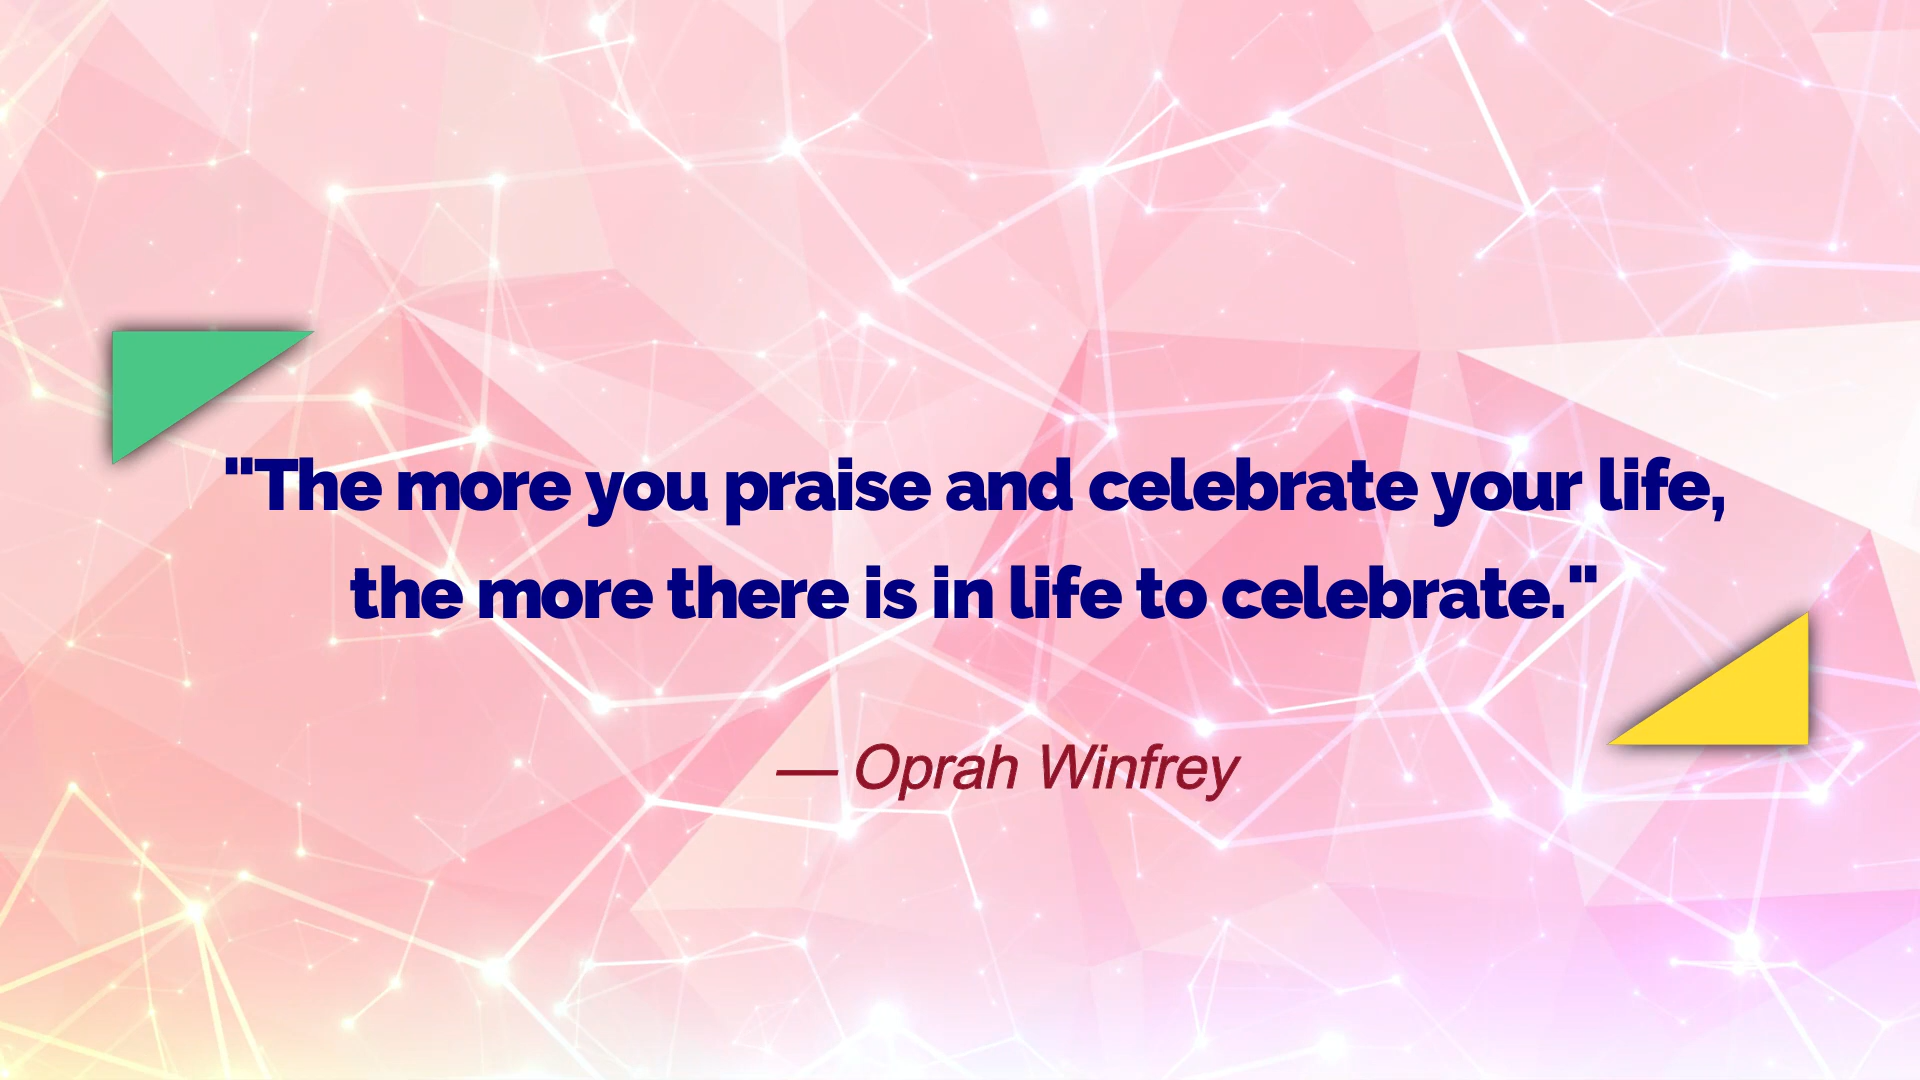 "The more you praise and celebrate your life,
the more there is in life to celebrate."
— Oprah Winfrey